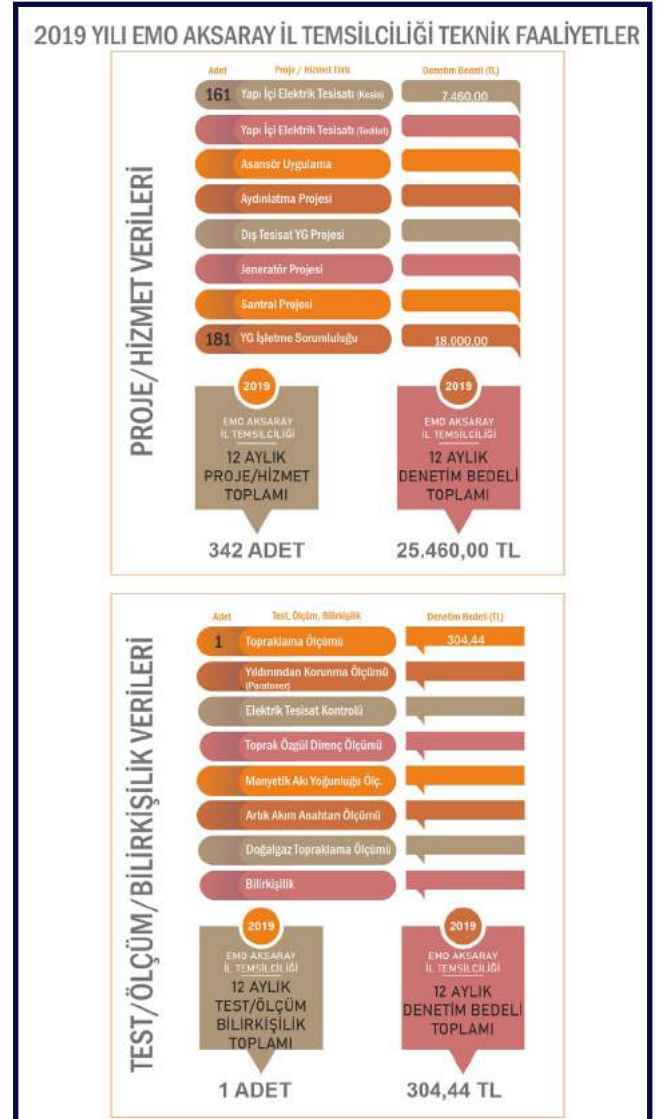 2019 YILI EMO AKSARAY İL TEMSİLCİLİĞİ TEKNİK FAALİYETLER
PROJE/HİZMET VERİLERİ
Adet Proje / Hizmet Türü Denetim Bedeli (TL)
161 Yapı İçi Elektrik Tesisatı (Kesin) 7.460,00
Yapı İçi Elektrik Tesisatı (Tadilat)
Asansör Uygulama
Aydınlatma Projesi
Dış Tesisat YG Projesi
Jeneratör Projesi
Santral Projesi
181 YG İşletme Sorumluluğu 18.000,00
2019
EMO AKSARAY
İL TEMSİLCİLİĞİ
12 AYLIK
PROJE/HİZMET
TOPLAMI
342 ADET
2019
EMO AKSARAY
İL TEMSİLCİLİĞİ
12 AYLIK
DENETİM BEDELİ
TOPLAMI
25.460,00 TL
TEST/ÖLÇÜM/BİLİRKİŞİLİK VERİLERİ
Adet Test, Ölçüm, Bilirkişilik Denetim Bedeli (TL)
1 Topraklama Ölçümü 304,44
Yıldırımdan Korunma Ölçümü
(Paratoner)
Elektrik Tesisat Kontrolü
Toprak Özgül Direnç Ölçümü
Manyetik Akı Yoğunluğu Ölç.
Artık Akım Anahtarı Ölçümü
Doğalgaz Topraklama Ölçümü
Bilirkişilik
2019
EMO AKSARAY
İL TEMSİLCİLİĞİ
12 AYLIK
TEST/ÖLÇÜM
BİLİRKİŞİLİK
TOPLAMI
1 ADET
2019
EMO AKSARAY
İL TEMSİLCİLİĞİ
12 AYLIK
DENETİM BEDELİ
TOPLAMI
304,44 TL